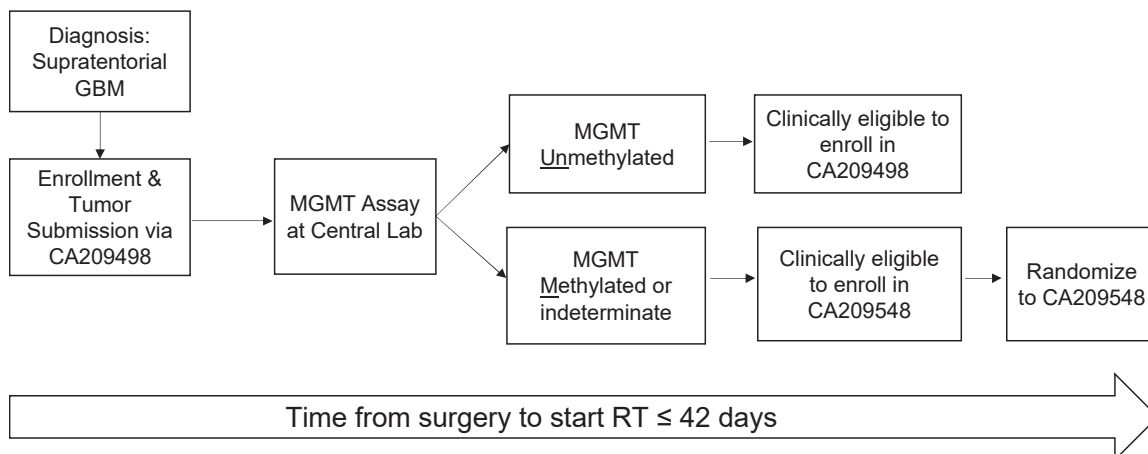 Diagnosis:
Supratentorial
GBM
Enrollment &
Tumor
Submission via
CA209498
MGMT Assay
at Central Lab
MGMT
Unmethylated
Clinically eligible to
enroll in
CA209498
MGMT
Methylated or
indeterminate
Clinically eligible
to enroll in
CA209548
Randomize
to CA209548
Time from surgery to start RT ≤ 42 days